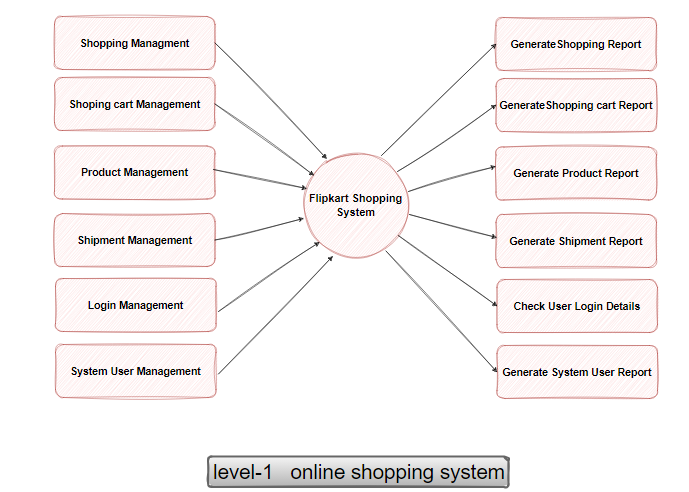 Shopping Managment
GenerateShopping Report
Shoping cart Management
GenerateShopping cart Report
Product Management
Generate Product Report
Flipkart Shopping
System
Shipment Management
Generate Shipment Report
Login Management
Check User Login Details
System User Management
Generate System User Report
level-1 online shopping system